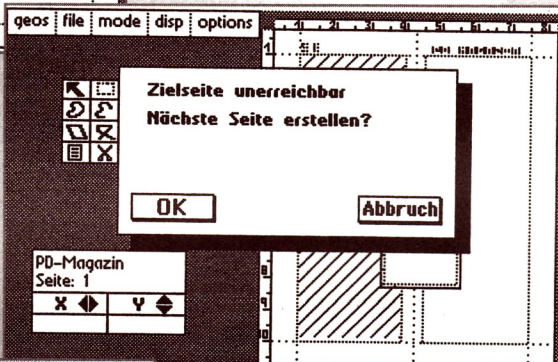 geos file mode disp options
Zielseite unerreichbar
Nächste Seite erstellen?
OK Abbruch
PD-Magazin
Seite: 1
X Y